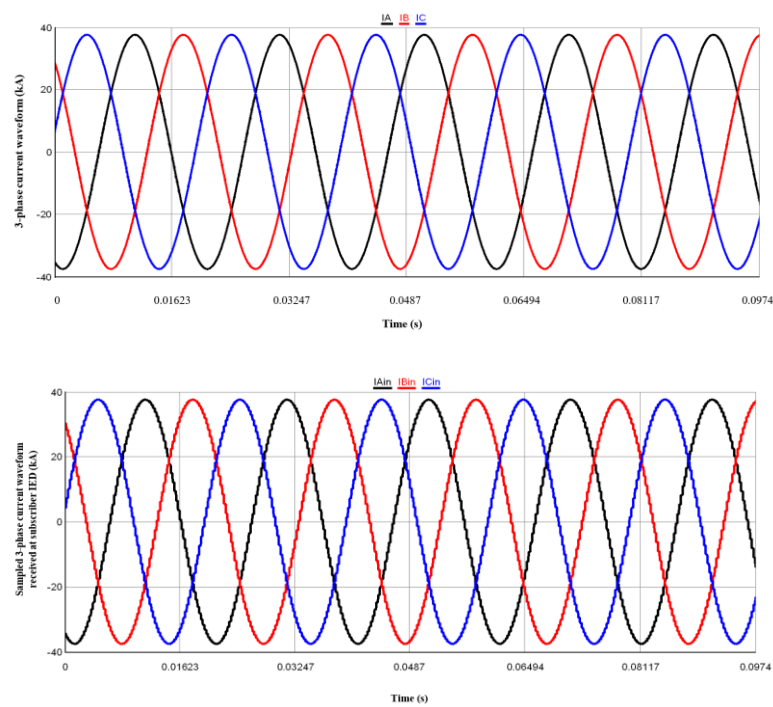 IA IB IC
40
20
0
-20
-40
3-phase current waveform (kA)
0 0.01623 0.03247 0.0487 0.06494 0.08117 0.0974
Time (s)
IAin IBin ICin
40
20
0
-20
-40
Sampled 3-phase current waveform
received at subscriber IED (kA)
0 0.01623 0.03247 0.0487 0.06494 0.08117 0.0974
Time (s)